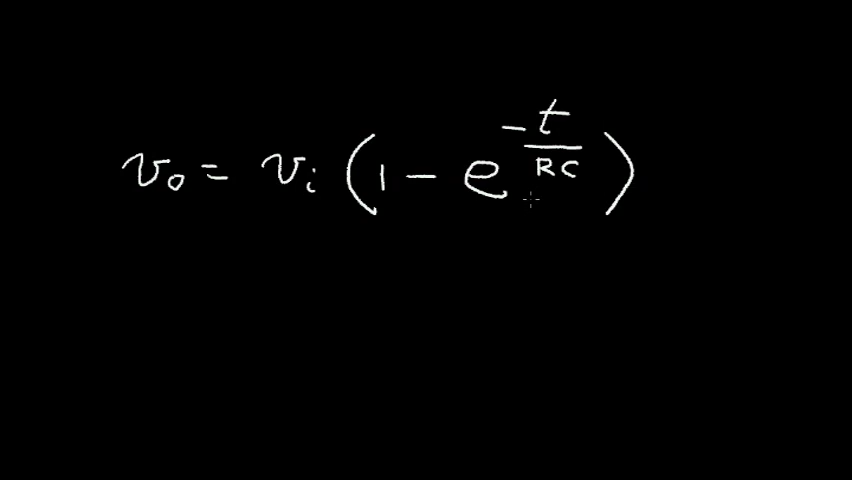 v₀ = vᵢ (1 - e^(-t/RC))